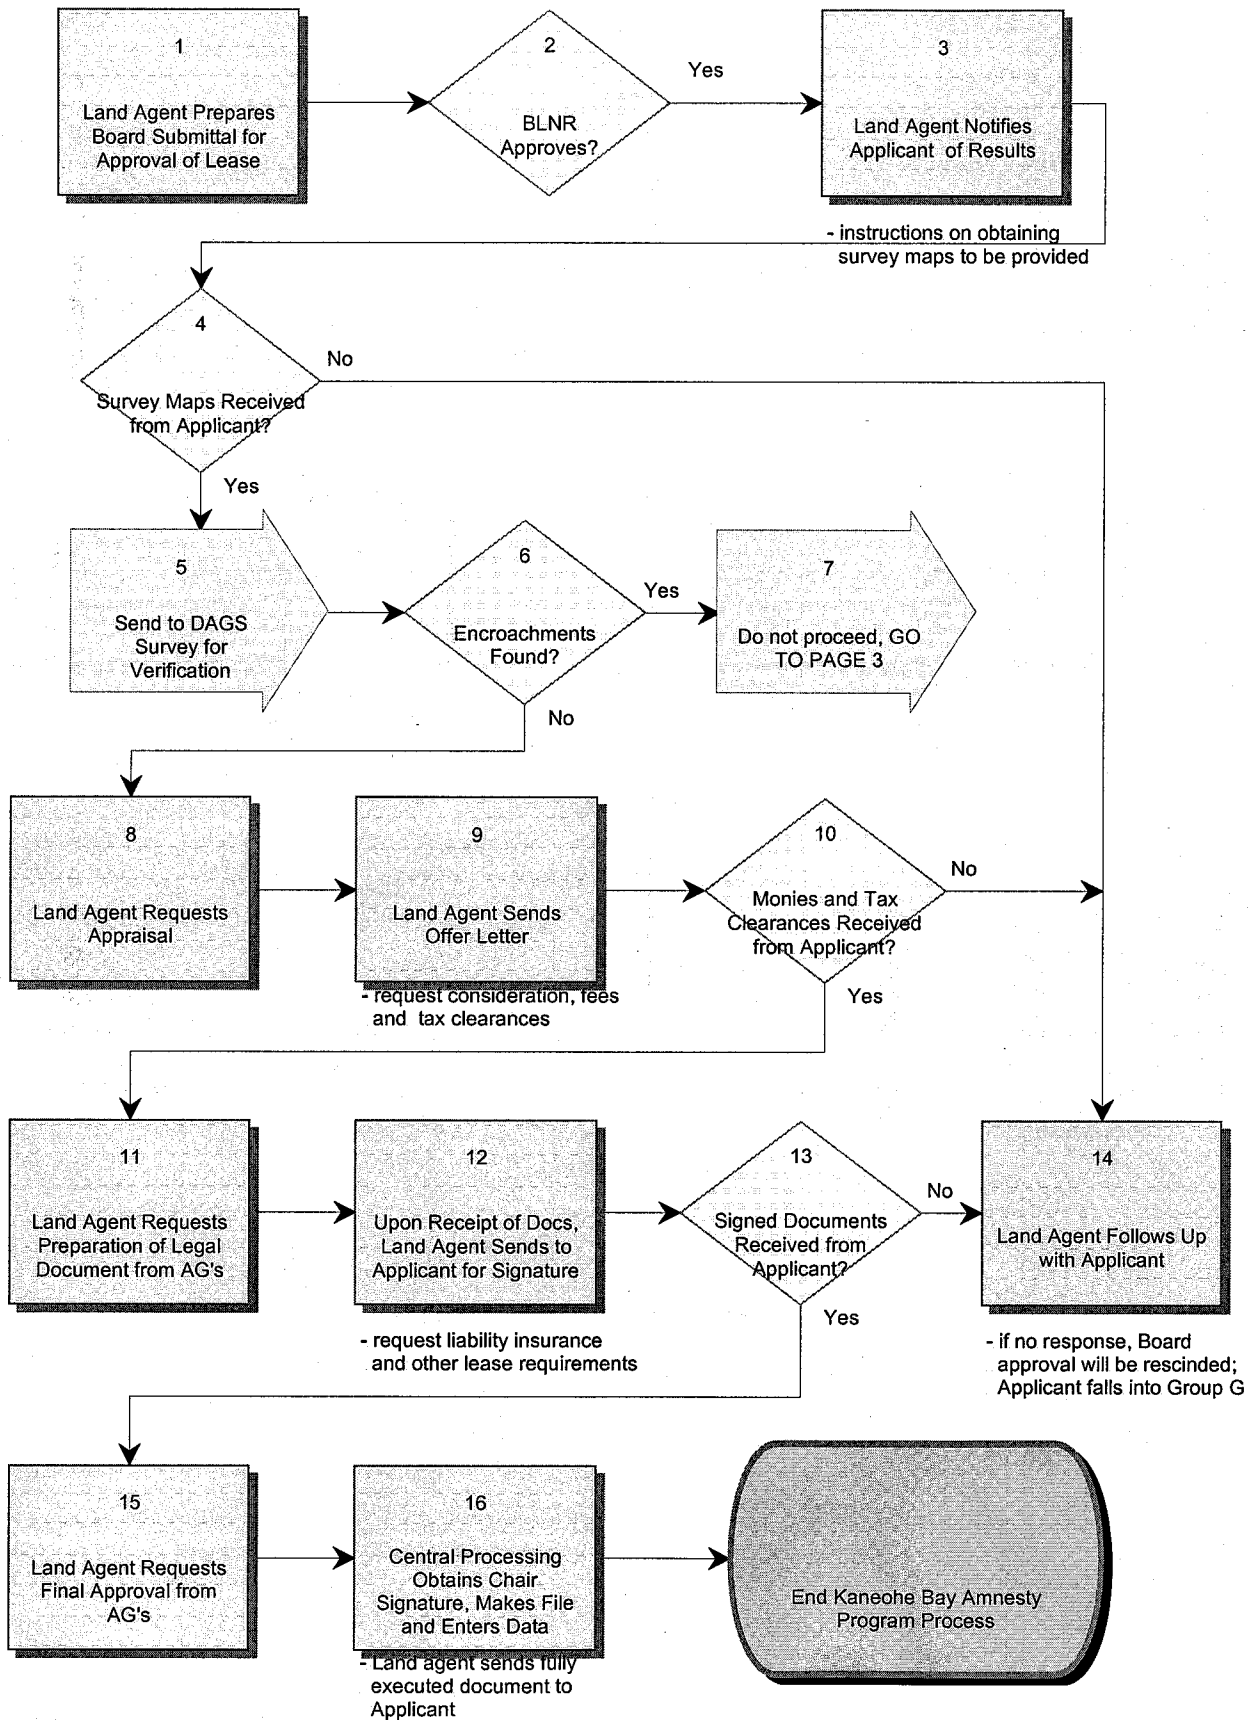 1
Land Agent Prepares
Board Submittal for
Approval of Lease
2
BLNR
Approves?
Yes
3
Land Agent Notifies
Applicant of Results
- instructions on obtaining
survey maps to be provided
4
Survey Maps Received
from Applicant?
No
Yes
5
Send to DAGS
Survey for
Verification
6
Encroachments
Found?
Yes
No
7
Do not proceed, GO
TO PAGE 3
8
Land Agent Requests
Appraisal
9
Land Agent Sends
Offer Letter
- request consideration, fees
and tax clearances
10
Monies and Tax
Clearances Received
from Applicant?
No
Yes
11
Land Agent Requests
Preparation of Legal
Document from AG's
12
Upon Receipt of Docs,
Land Agent Sends to
Applicant for Signature
- request liability insurance
and other lease requirements
13
Signed Documents
Received from
Applicant?
No
Yes
14
Land Agent Follows Up
with Applicant
- if no response, Board
approval will be rescinded;
Applicant falls into Group G
15
Land Agent Requests
Final Approval from
AG's
16
Central Processing
Obtains Chair
Signature, Makes File
and Enters Data
- Land agent sends fully
executed document to
Applicant
End Kaneohe Bay Amnesty
Program Process